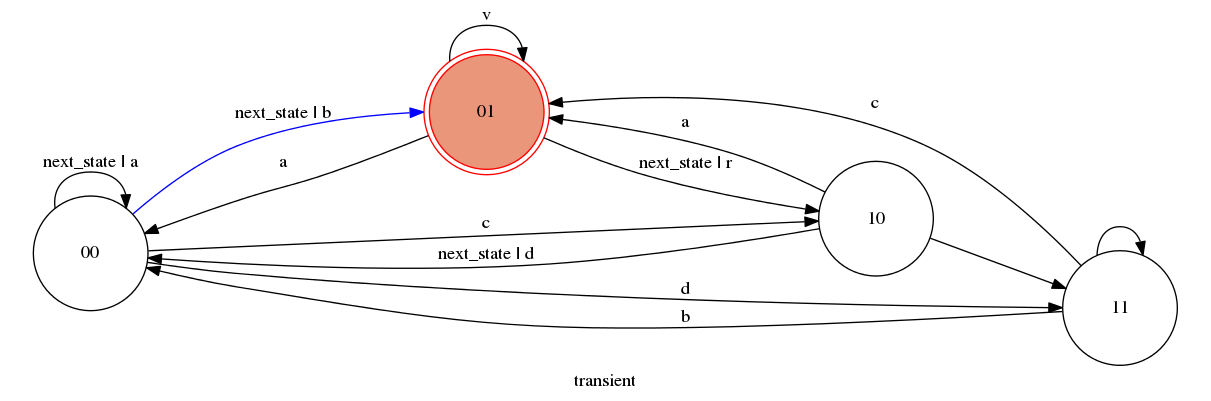 v
next_state | b
01
c
a
next_state | a
a
next_state | r
00
c
10
next_state | d
d
11
b
transient